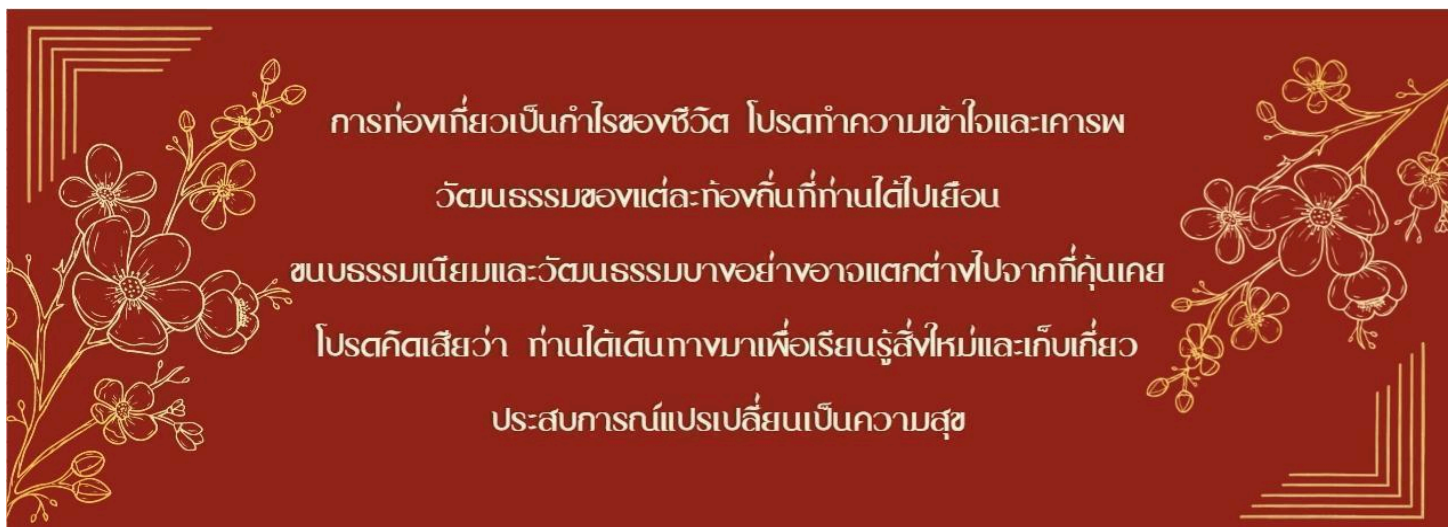 การท่องเที่ยวเป็นกำไรของชีวิต โปรดทำความเข้าใจและเคารพ
วัฒนธรรมของแต่ละท้องถิ่นที่ท่านได้ไปเยือน
ขนบธรรมเนียมและวัฒนธรรมบางอย่างอาจแตกต่างไปจากที่คุ้นเคย
โปรดคิดเสียว่า ท่านได้เดินทางมาเพื่อเรียนรู้สิ่งใหม่และเก็บเกี่ยว
ประสบการณ์แปรเปลี่ยนเป็นความสุข